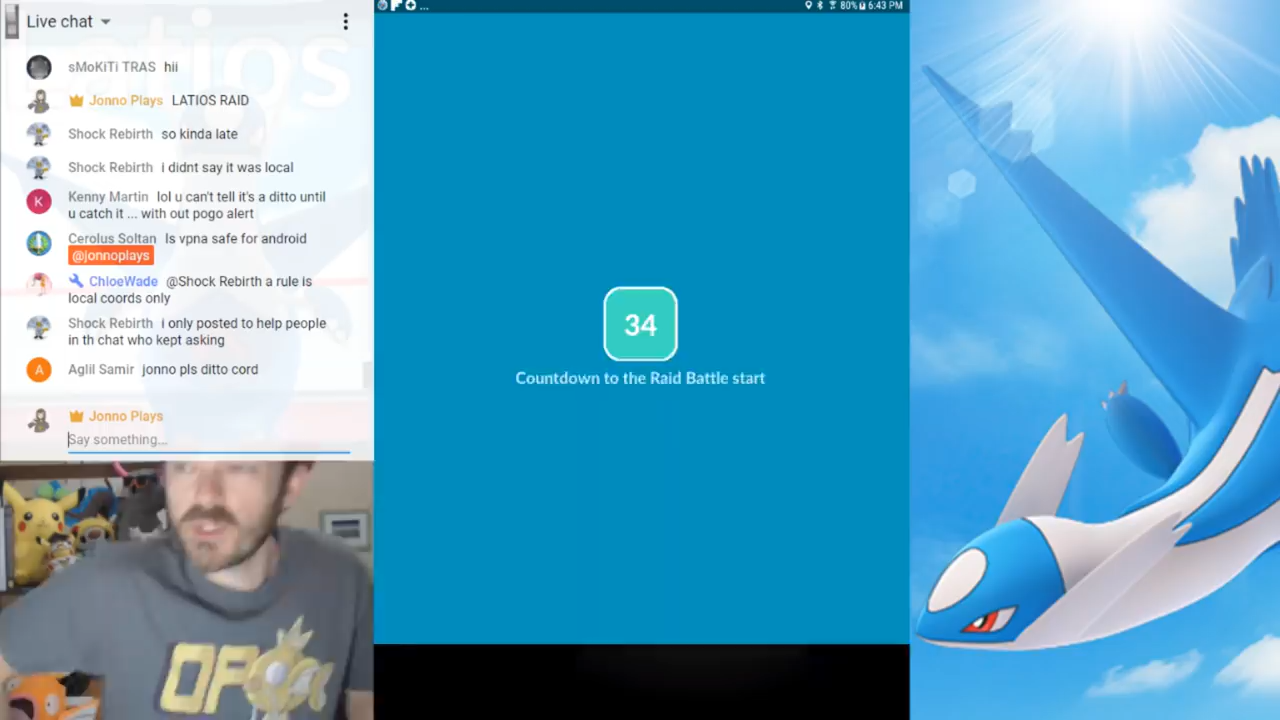 Live chat
Latios
sMoKiTi TRAS hii
Jonno Plays LATIOS RAID
Shock Rebirth so kinda late
Shock Rebirth i didnt say it was local
K Kenny Martin lol u can't tell it's a ditto until
u catch it ... with out pogo alert
Cerolus Soltan Is vpna safe for android
@jonnoplays
ChloeWade @Shock Rebirth a rule is
local coords only
Shock Rebirth i only posted to help people
in th chat who kept asking
A Aglil Samir jonno pls ditto cord
Jonno Plays
Say something...
... 80% 6:43 PM
34
Countdown to the Raid Battle start
OP